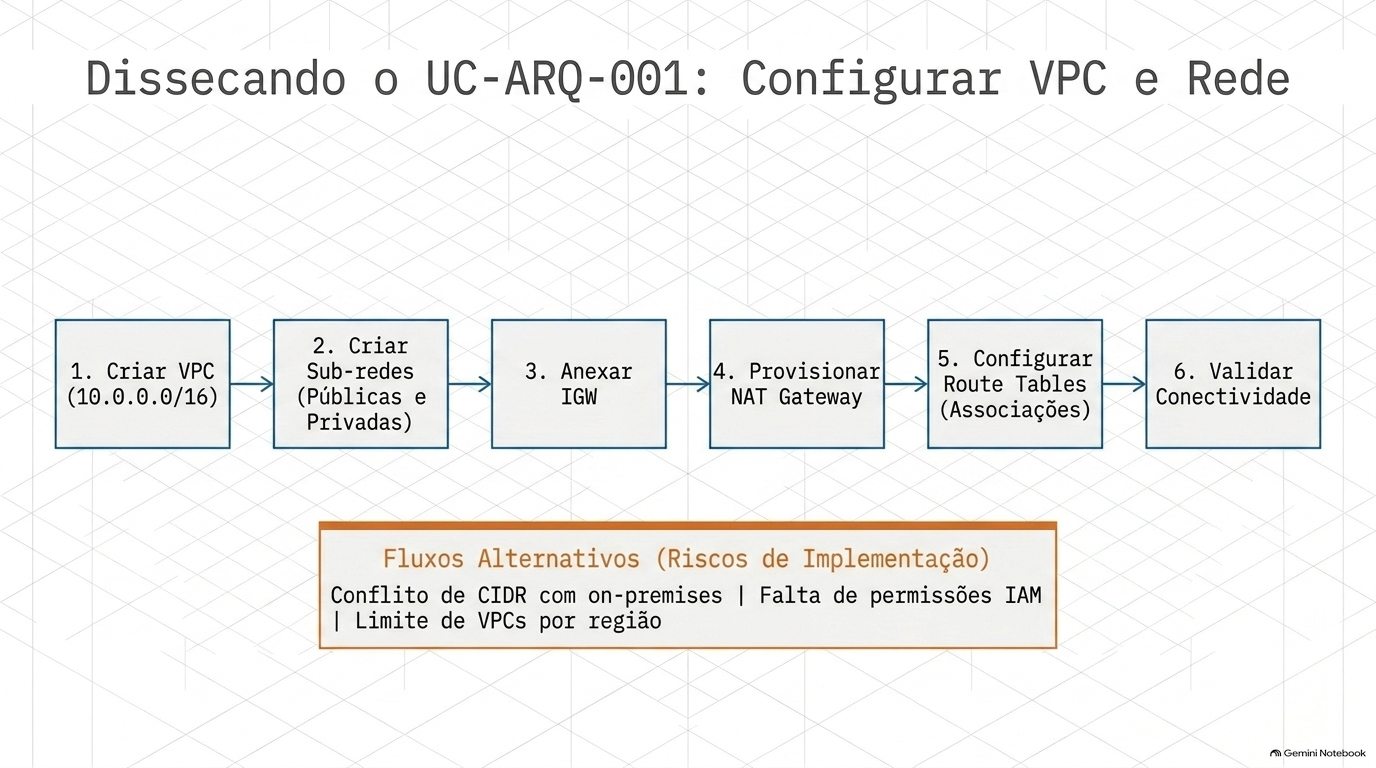 Dissecando o UC-ARQ-001: Configurar VPC e Rede
1. Criar VPC
(10.0.0.0/16)
2. Criar
Sub-redes
(Públicas e
Privadas)
3. Anexar
IGW
4. Provisionar
NAT Gateway
5. Configurar
Route Tables
(Associações)
6. Validar
Conectividade
Fluxos Alternativos (Riscos de Implementação)
Conflito de CIDR com on-premises | Falta de permissões IAM
| Limite de VPCs por região
Gemini Notebook